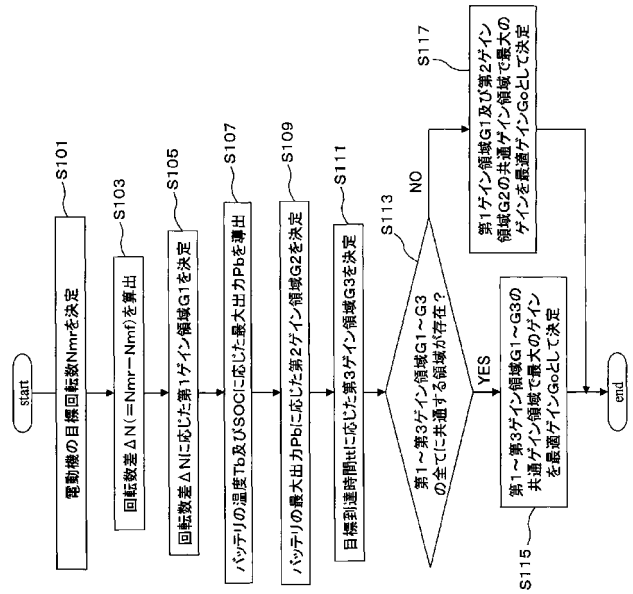 start
S101
電動機の目標回転数Nmrを決定
S103
回転数差ΔN(=Nmr−Nmf)を算出
S105
回転数差ΔNに応じた第1ゲイン領域G1を決定
S107
バッテリの温度Tb及びSOCに応じた最大出力Pbを導出
S109
バッテリの最大出力Pbに応じた第2ゲイン領域G2を決定
S111
目標到達時間ttlに応じた第3ゲイン領域G3を決定
S113
第1～第3ゲイン領域G1～G3
の全てに共通する領域が存在?
NO
YES
S115
第1～第3ゲイン領域G1～G3の
共通ゲイン領域で最大のゲイン
を最適ゲインGoとして決定
S117
第1ゲイン領域G1及び第2ゲイン
領域G2の共通ゲイン領域で最大の
ゲインを最適ゲインGoとして決定
end